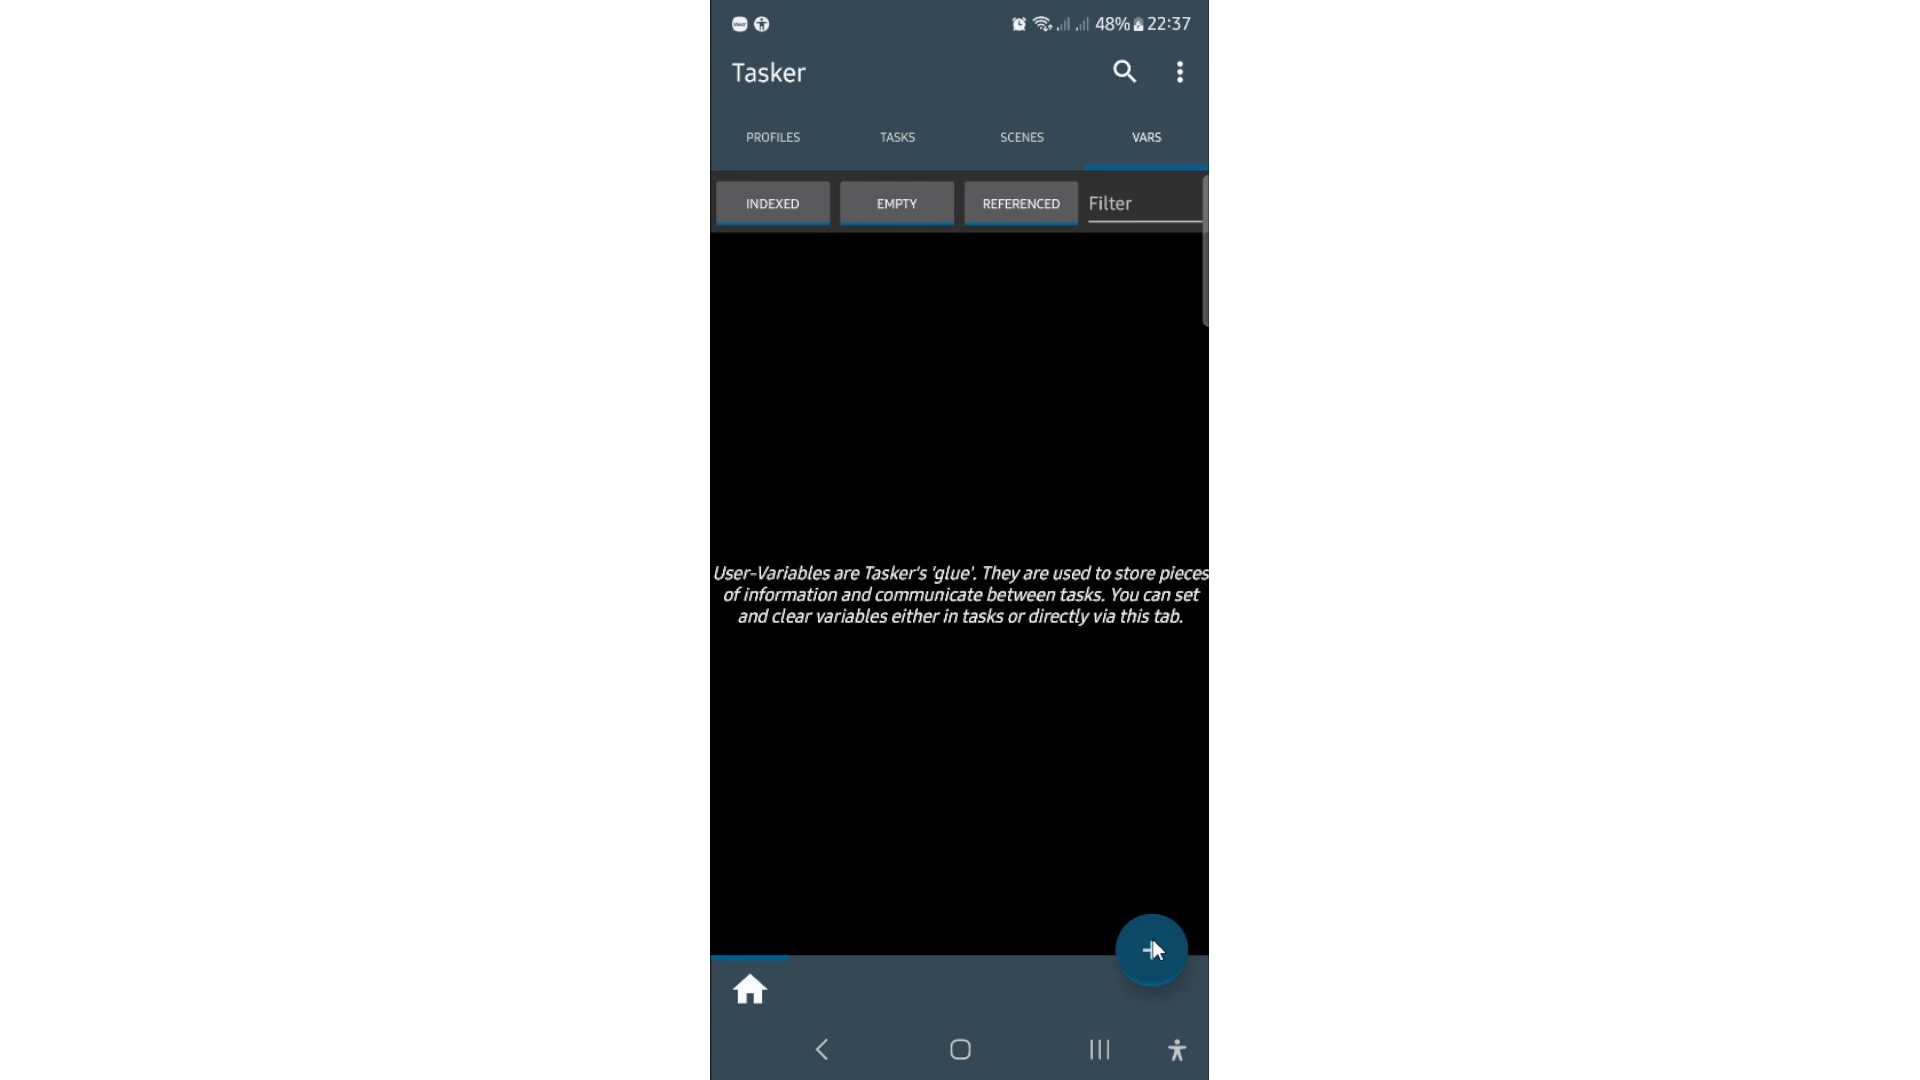 48% 22:37
Tasker
PROFILES TASKS SCENES VARS
INDEXED EMPTY REFERENCED Filter
User-Variables are Tasker's 'glue'. They are used to store pieces
of information and communicate between tasks. You can set
and clear variables either in tasks or directly via this tab.